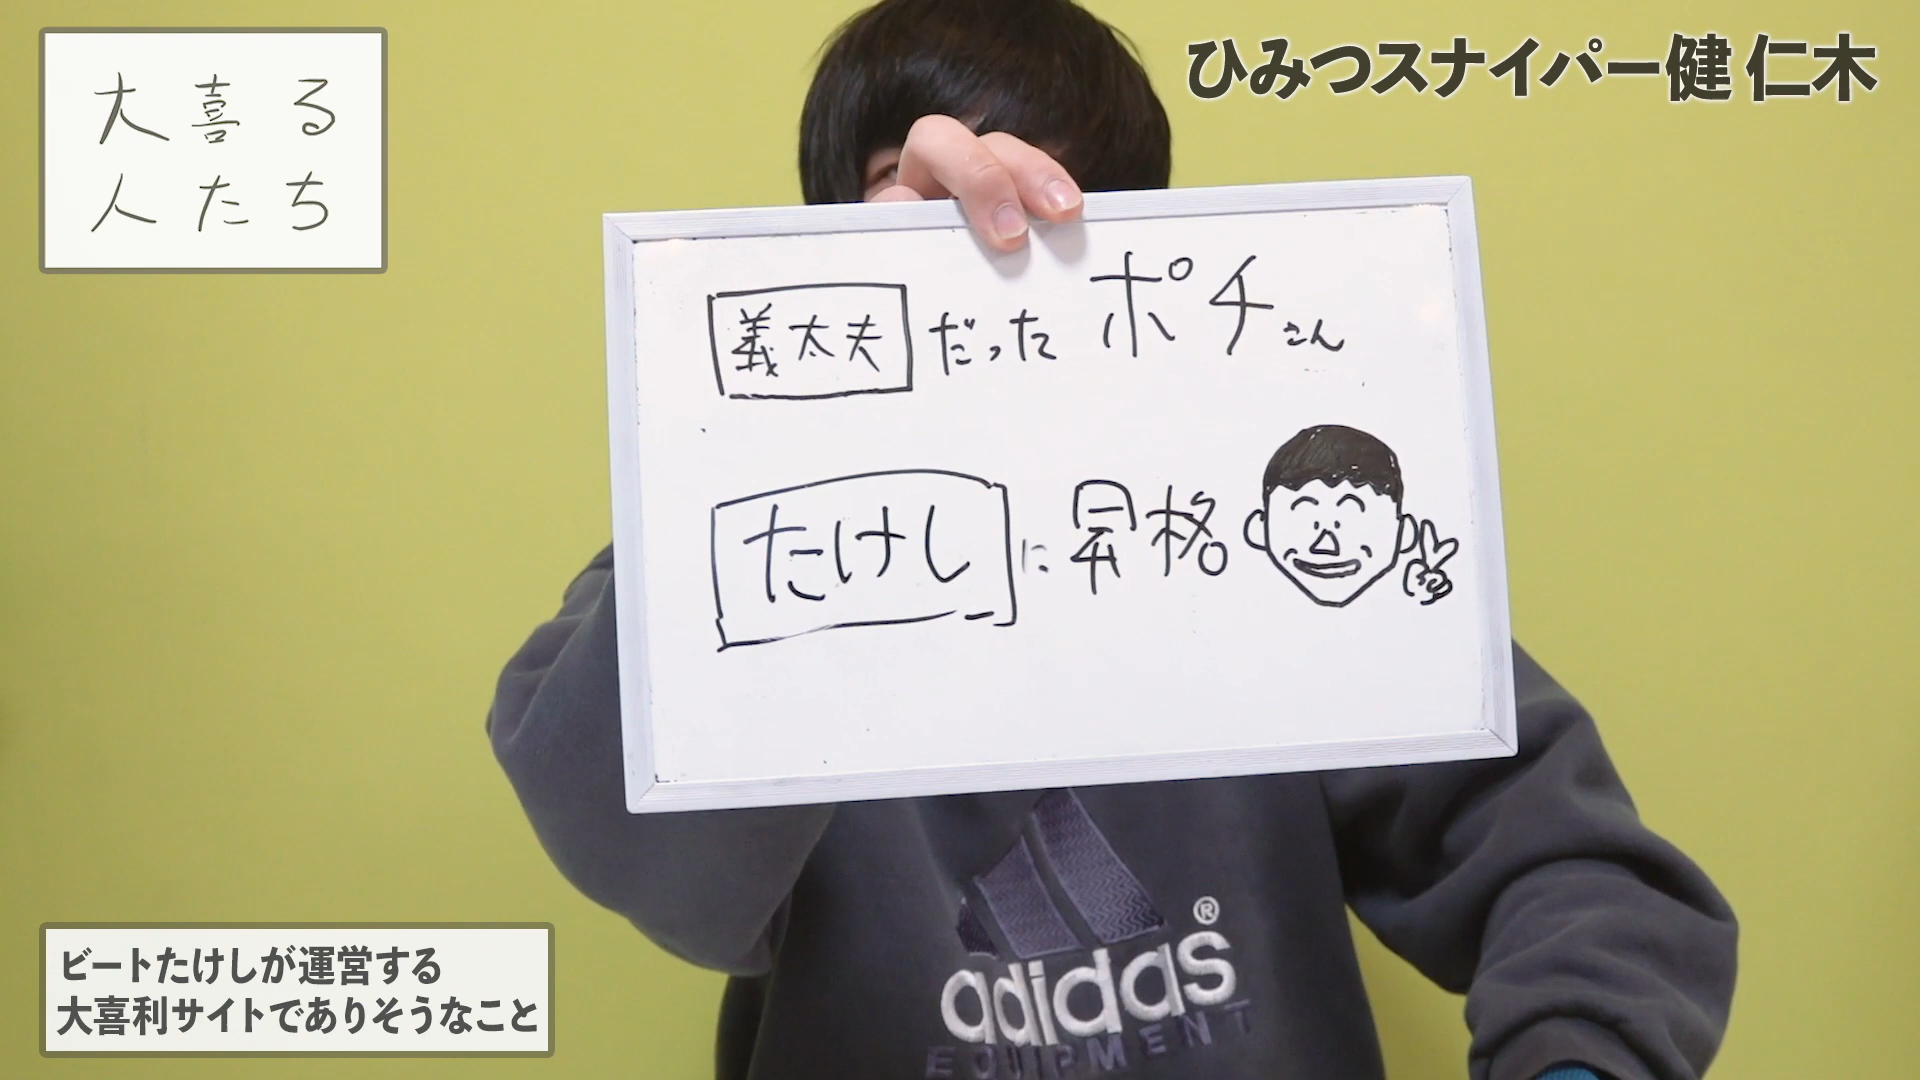 大喜る
人たち
ひみつスナイパー健 仁木
義太夫だったポチさん
たけしに昇格。
adidas®
EQUIPMENT
ビートたけしが運営する
大喜利サイトでありそうなこと